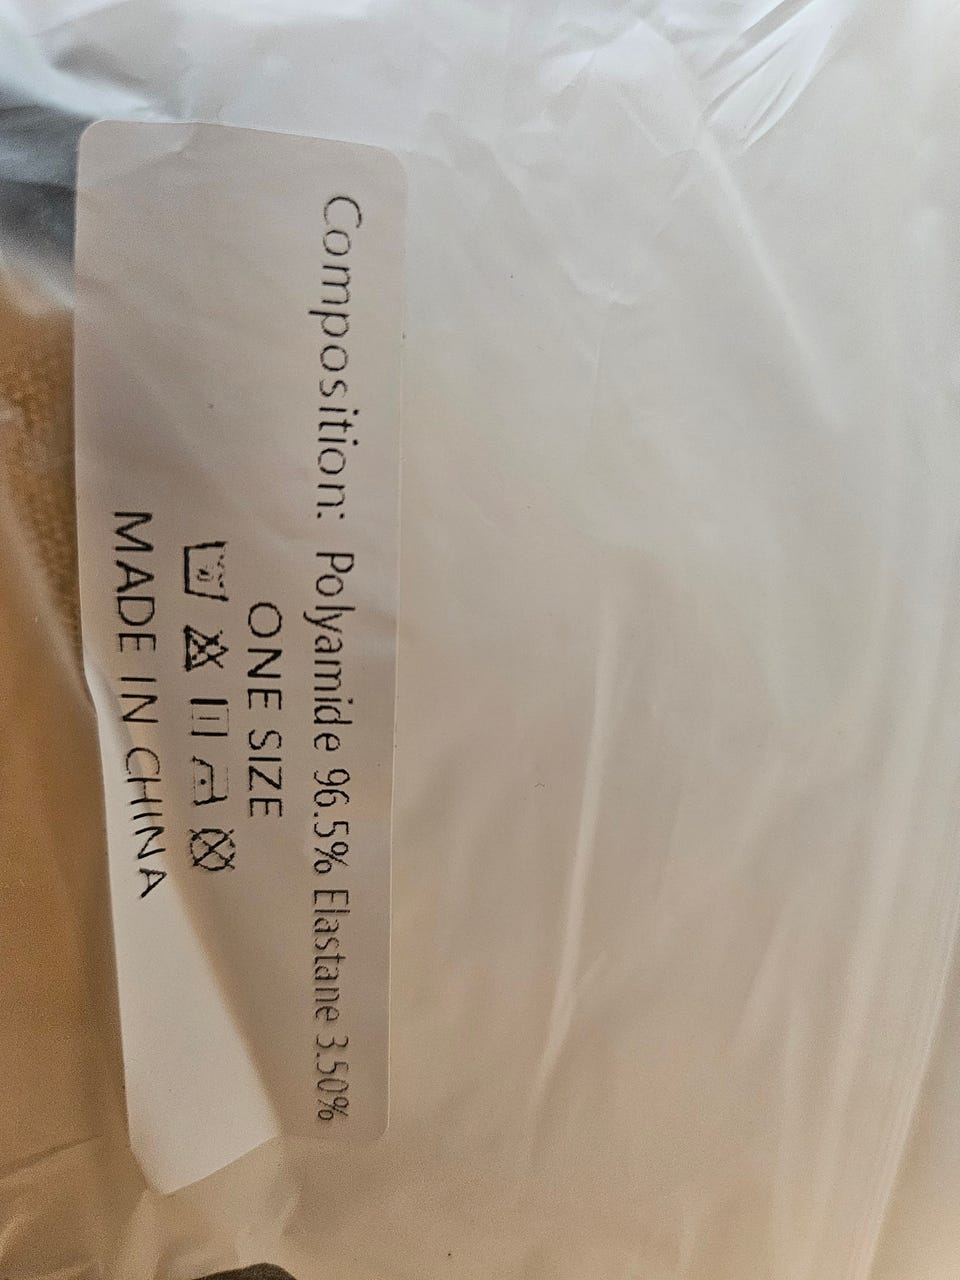 Composition: Polyamide 96.5% Elastane 3.50%
ONE SIZE
MADE IN CHINA